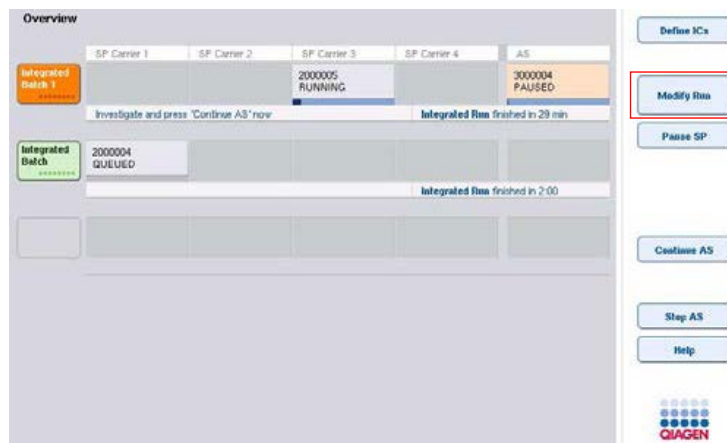 Overview
SP Carrier 1 SP Carrier 2 SP Carrier 3 SP Carrier 4 AS
Integrated
Batch 1
2000005
RUNNING
3000004
PAUSED
Investigate and press 'Continue AS' now
Integrated Run finished in 29 min
Integrated
Batch
2000004
QUEUED
Integrated Run finished in 2:00
Define ICs
Modify Run
Pause SP
Continue AS
Stop AS
Help
QIAGEN